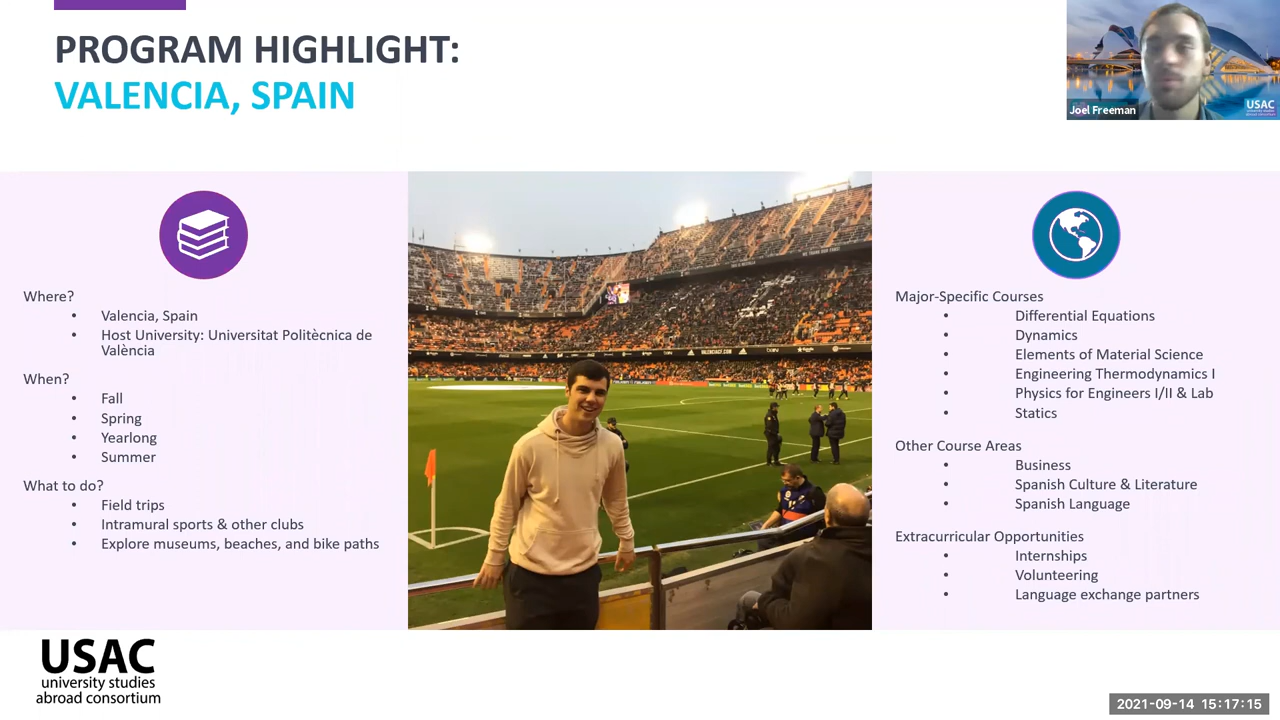 PROGRAM HIGHLIGHT:
VALENCIA, SPAIN
Joel Freeman
USAC
Where?
• Valencia, Spain
• Host University: Universitat Politècnica de
València
When?
• Fall
• Spring
• Yearlong
• Summer
What to do?
• Field trips
• Intramural sports & other clubs
• Explore museums, beaches, and bike paths
VALENCIACF.COM
Major-Specific Courses
• Differential Equations
• Dynamics
• Elements of Material Science
• Engineering Thermodynamics I
• Physics for Engineers I/II & Lab
• Statics
Other Course Areas
• Business
• Spanish Culture & Literature
• Spanish Language
Extracurricular Opportunities
• Internships
• Volunteering
• Language exchange partners
USAC
university studies
abroad consortium
2021-09-14 15:17:15